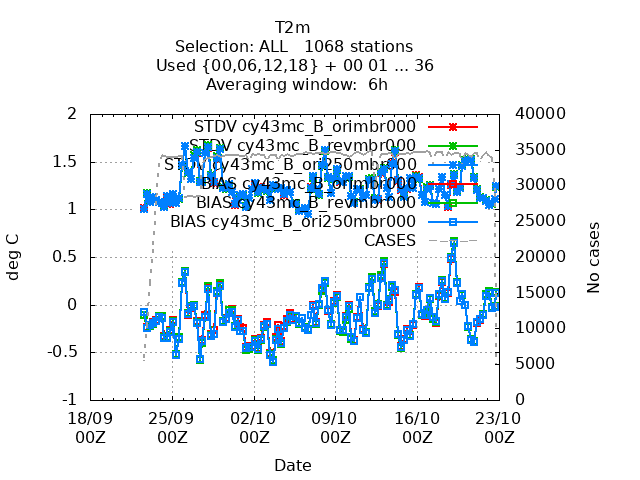 T2m
Selection: ALL   1068 stations
Used {00,06,12,18} + 00 01 ... 36
Averaging window:  6h
2
1.5
1
0.5
0
-0.5
-1
deg C
40000
35000
30000
25000
20000
15000
10000
5000
0
No cases
STDV cy43mc_B_orimbr000
STDV cy43mc_B_revmbr000
STDV cy43mc_B_ori250mbr000
BIAS cy43mc_B_orimbr000
BIAS cy43mc_B_revmbr000
BIAS cy43mc_B_ori250mbr000
CASES
18/09 25/09 02/10 09/10 16/10 23/10
00Z 00Z 00Z 00Z 00Z 00Z
Date